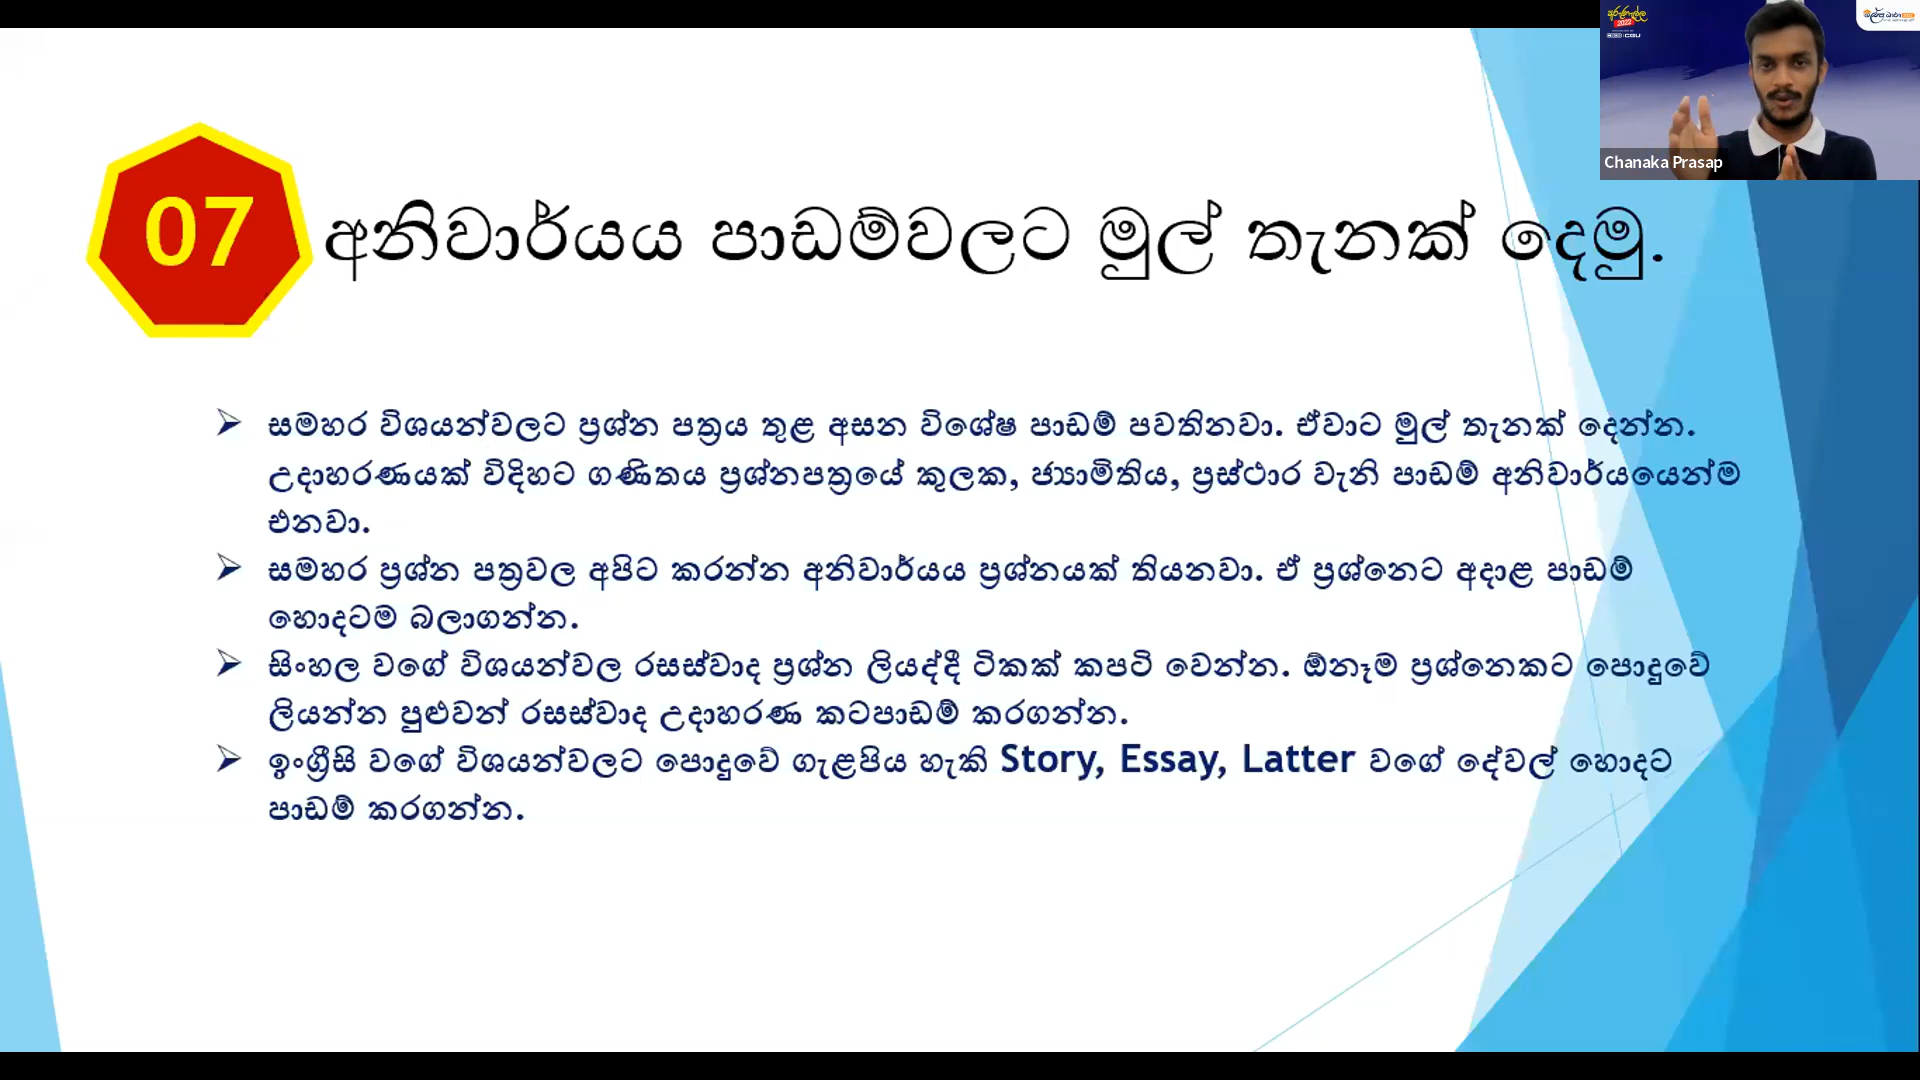 අරුණැල්ල
2022
CGU
Chanaka Prasap
07
අනිවාර්යය පාඩම්වලට මුල් තැනක් දෙමු.
සමහර විශයන්වලට ප්‍රශ්න පත්‍රය තුළ අසන විශේෂ පාඩම් පවතිනවා. ඒවාට මුල් තැනක් දෙන්න.
උදාහරණයක් විදිහට ගණිතය ප්‍රශ්නපත්‍රයේ කුලක, ජ්‍යාමිතිය, ප්‍රස්ථාර වැනි පාඩම් අනිවාර්යයෙන්ම
එනවා.
සමහර ප්‍රශ්න පත්‍රවල අපිට කරන්න අනිවාර්යය ප්‍රශ්නයක් තියනවා. ඒ ප්‍රශ්නෙට අදාළ පාඩම්
හොදටම බලාගන්න.
සිංහල වගේ විශයන්වල රසස්වාද ප්‍රශ්න ලියද්දී ටිකක් කපටි වෙන්න. ඕනෑම ප්‍රශ්නෙකට පොදුවේ
ලියන්න පුළුවන් රසස්වාද උදාහරණ කටපාඩම් කරගන්න.
ඉංග්‍රීසි වගේ විශයන්වලට පොදුවේ ගැළපිය හැකි Story, Essay, Latter වගේ දේවල් හොදට
පාඩම් කරගන්න.